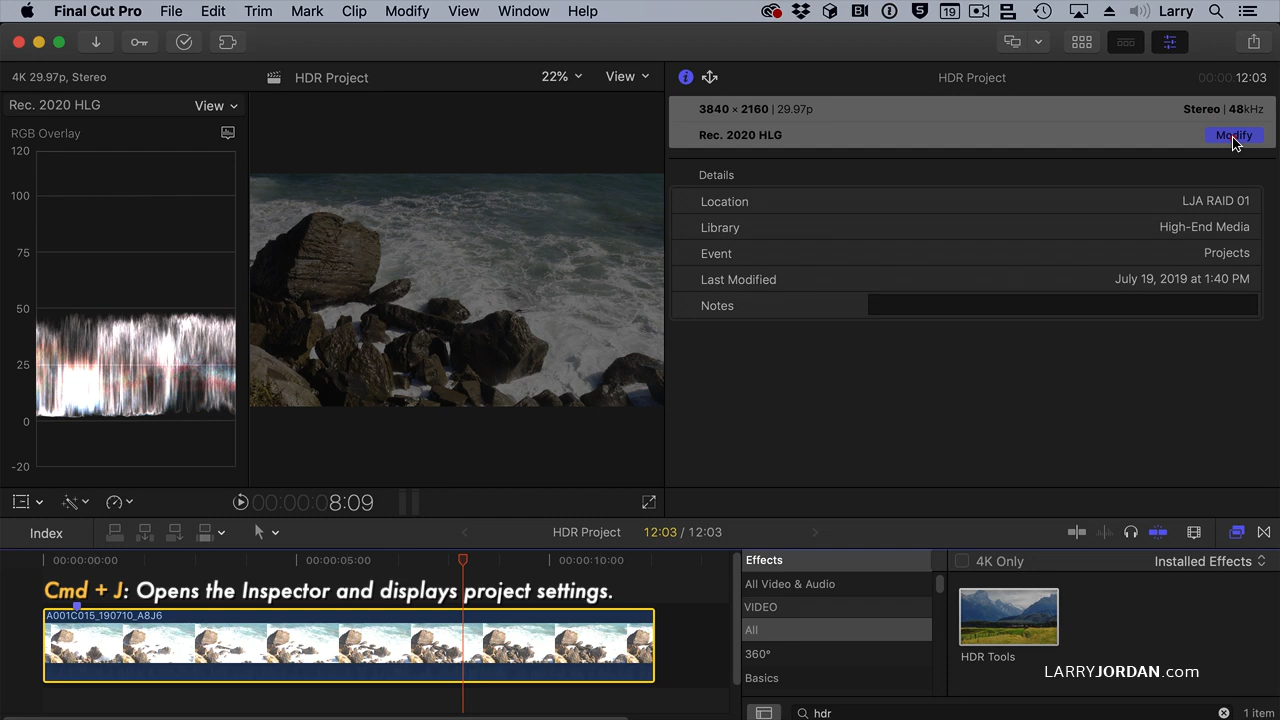 Final Cut Pro File Edit Trim Mark Clip Modify View Window Help 19 Larry
4K 29.97p, Stereo
HDR Project
22%
View
HDR Project
00:00:12:03
Rec. 2020 HLG
View
3840 × 2160 | 29.97p
Stereo | 48kHz
RGB Overlay
Rec. 2020 HLG
Modify
120
100
75
50
25
0
-20
Details
Location
LJA RAID 01
Library
High-End Media
Event
Projects
Last Modified
July 19, 2019 at 1:40 PM
Notes
00:00:00:08:09
Index
HDR Project
12:03 / 12:03
00:00:00:00
00:00:05:00
00:00:10:00
Cmd + J: Opens the Inspector and displays project settings.
A001C015_190710_A8J6
Effects
4K Only
Installed Effects
All Video & Audio
VIDEO
All
360°
Basics
HDR Tools
LARRYJORDAN.com
hdr
1 item